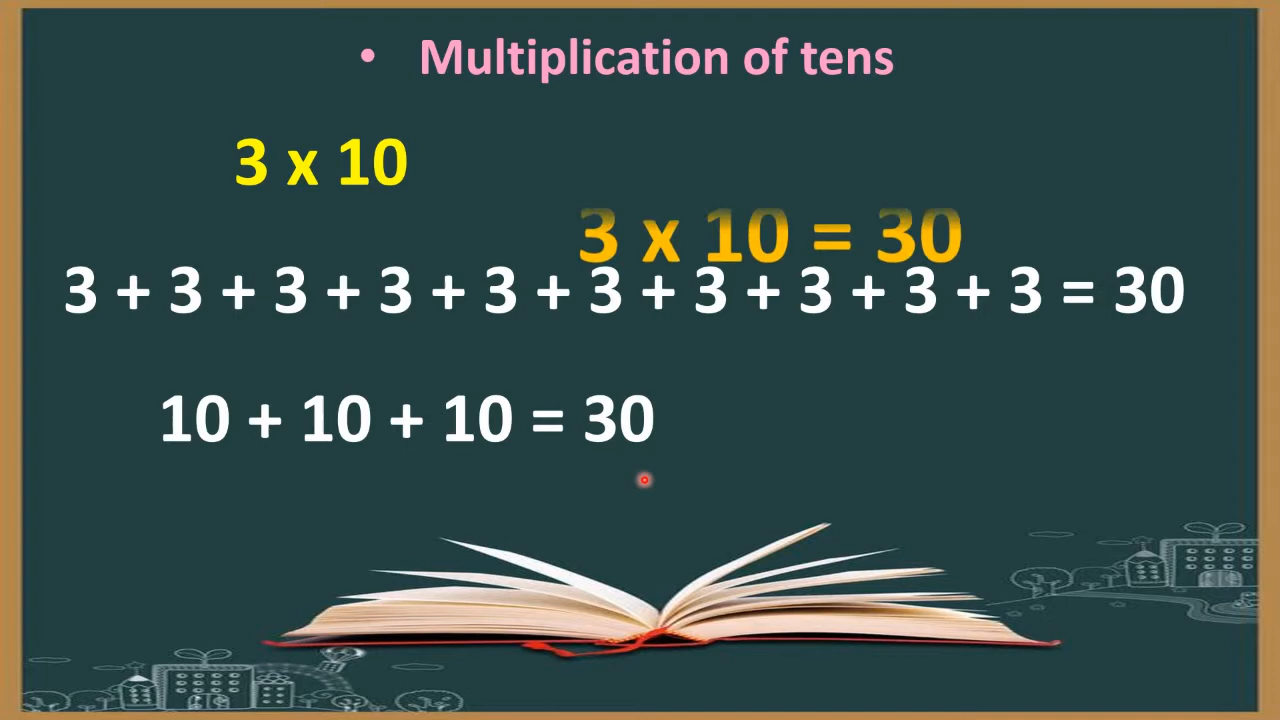 • Multiplication of tens
3 x 10
3 x 10 = 30
3 + 3 + 3 + 3 + 3 + 3 + 3 + 3 + 3 + 3 = 30
10 + 10 + 10 = 30